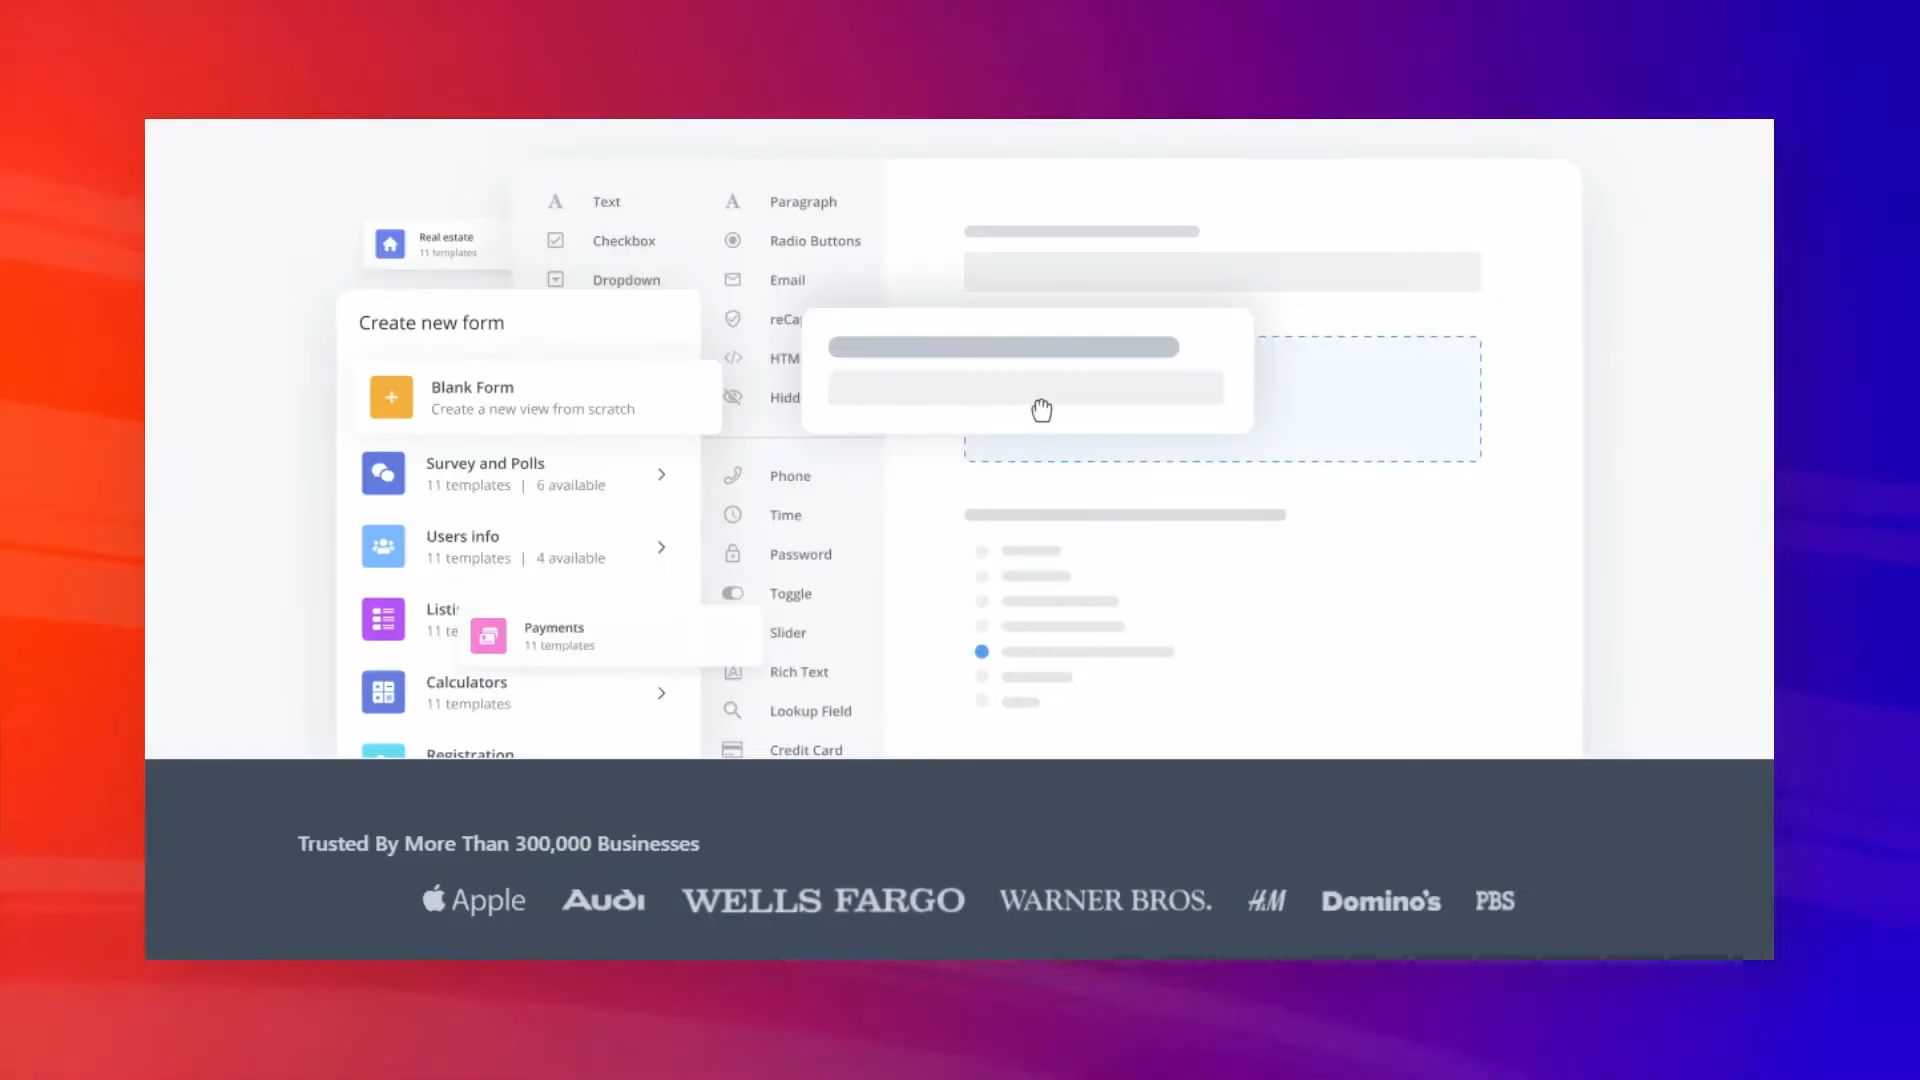 Text
Paragraph
Real estate
11 templates
Checkbox
Radio Buttons
Dropdown
Email
Create new form
Blank Form
Create a new view from scratch
Survey and Polls
11 templates | 6 available
Users info
11 templates | 4 available
Payments
11 templates
Calculators
11 templates
Registration
Phone
Time
Password
Toggle
Slider
Rich Text
Lookup Field
Credit Card
Trusted By More Than 300,000 Businesses
Apple Audi WELLS FARGO WARNER BROS. H&M Domino's PBS